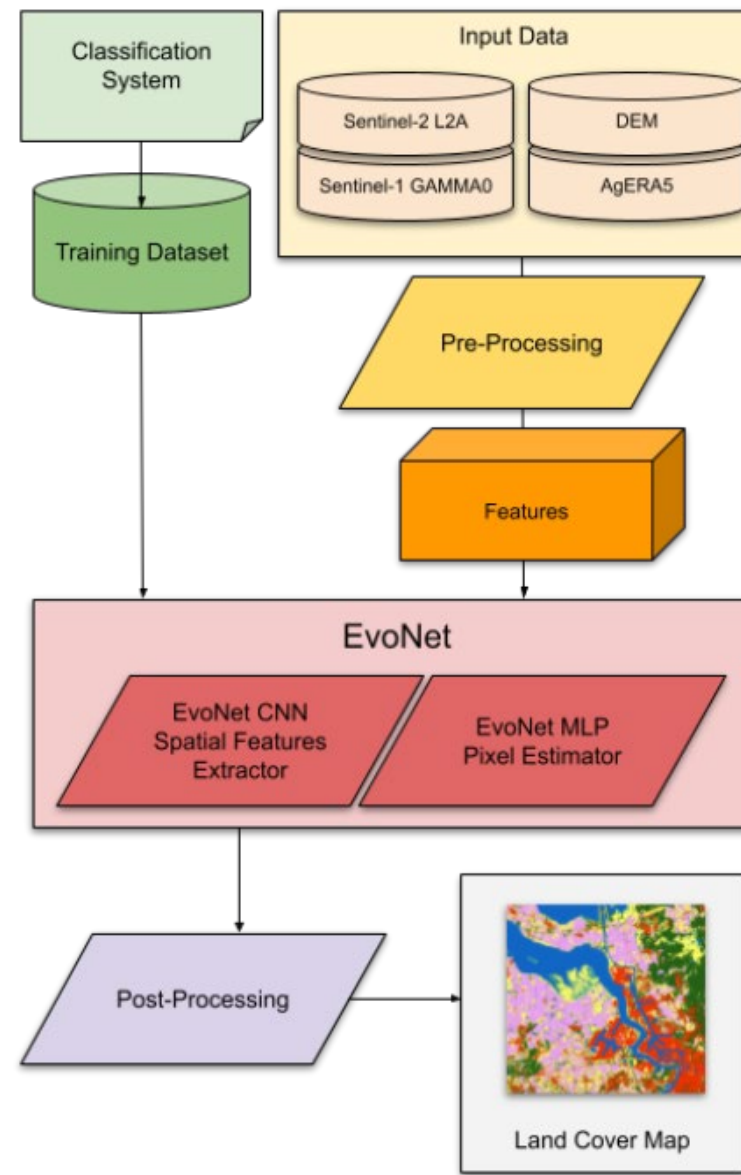 Classification
System
Input Data
Sentinel-2 L2A
DEM
Sentinel-1 GAMMA0
AgERA5
Training Dataset
Pre-Processing
Features
EvoNet
EvoNet CNN
Spatial Features
Extractor
EvoNet MLP
Pixel Estimator
Post-Processing
Land Cover Map